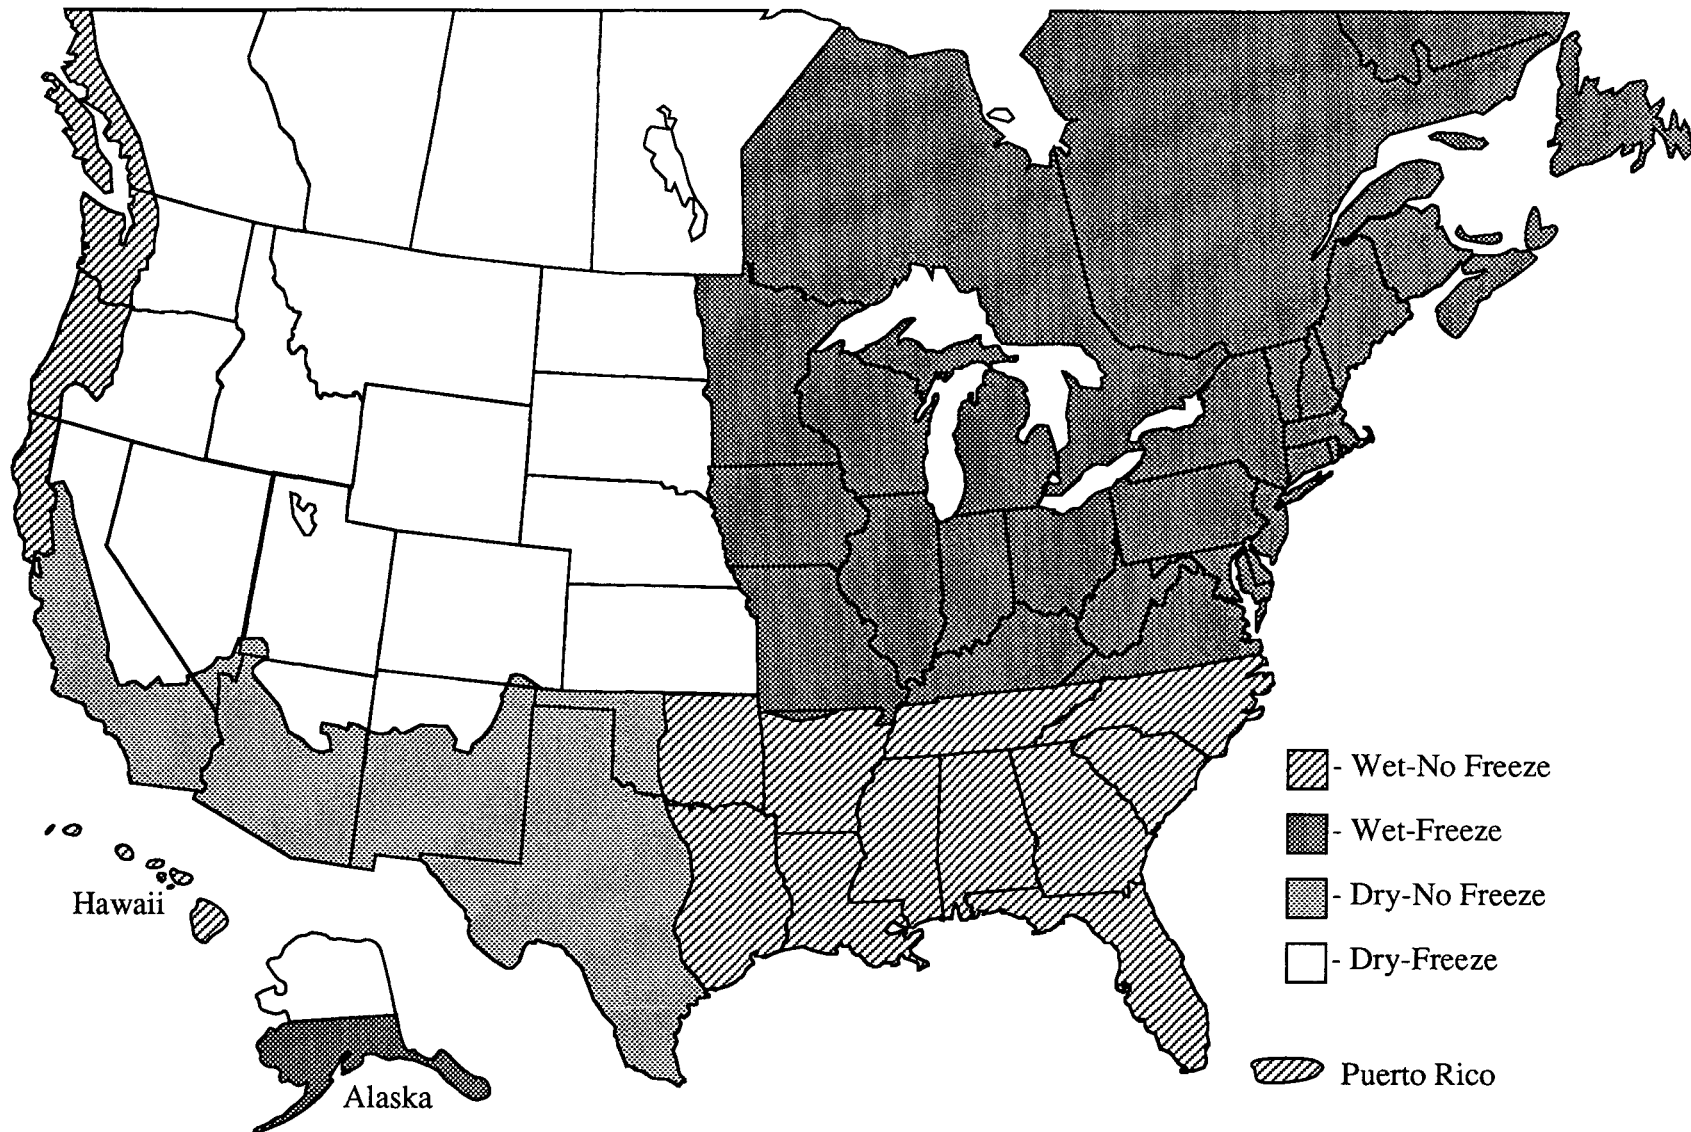 - Wet-No Freeze
- Wet-Freeze
- Dry-No Freeze
- Dry-Freeze
Hawaii
Alaska
Puerto Rico